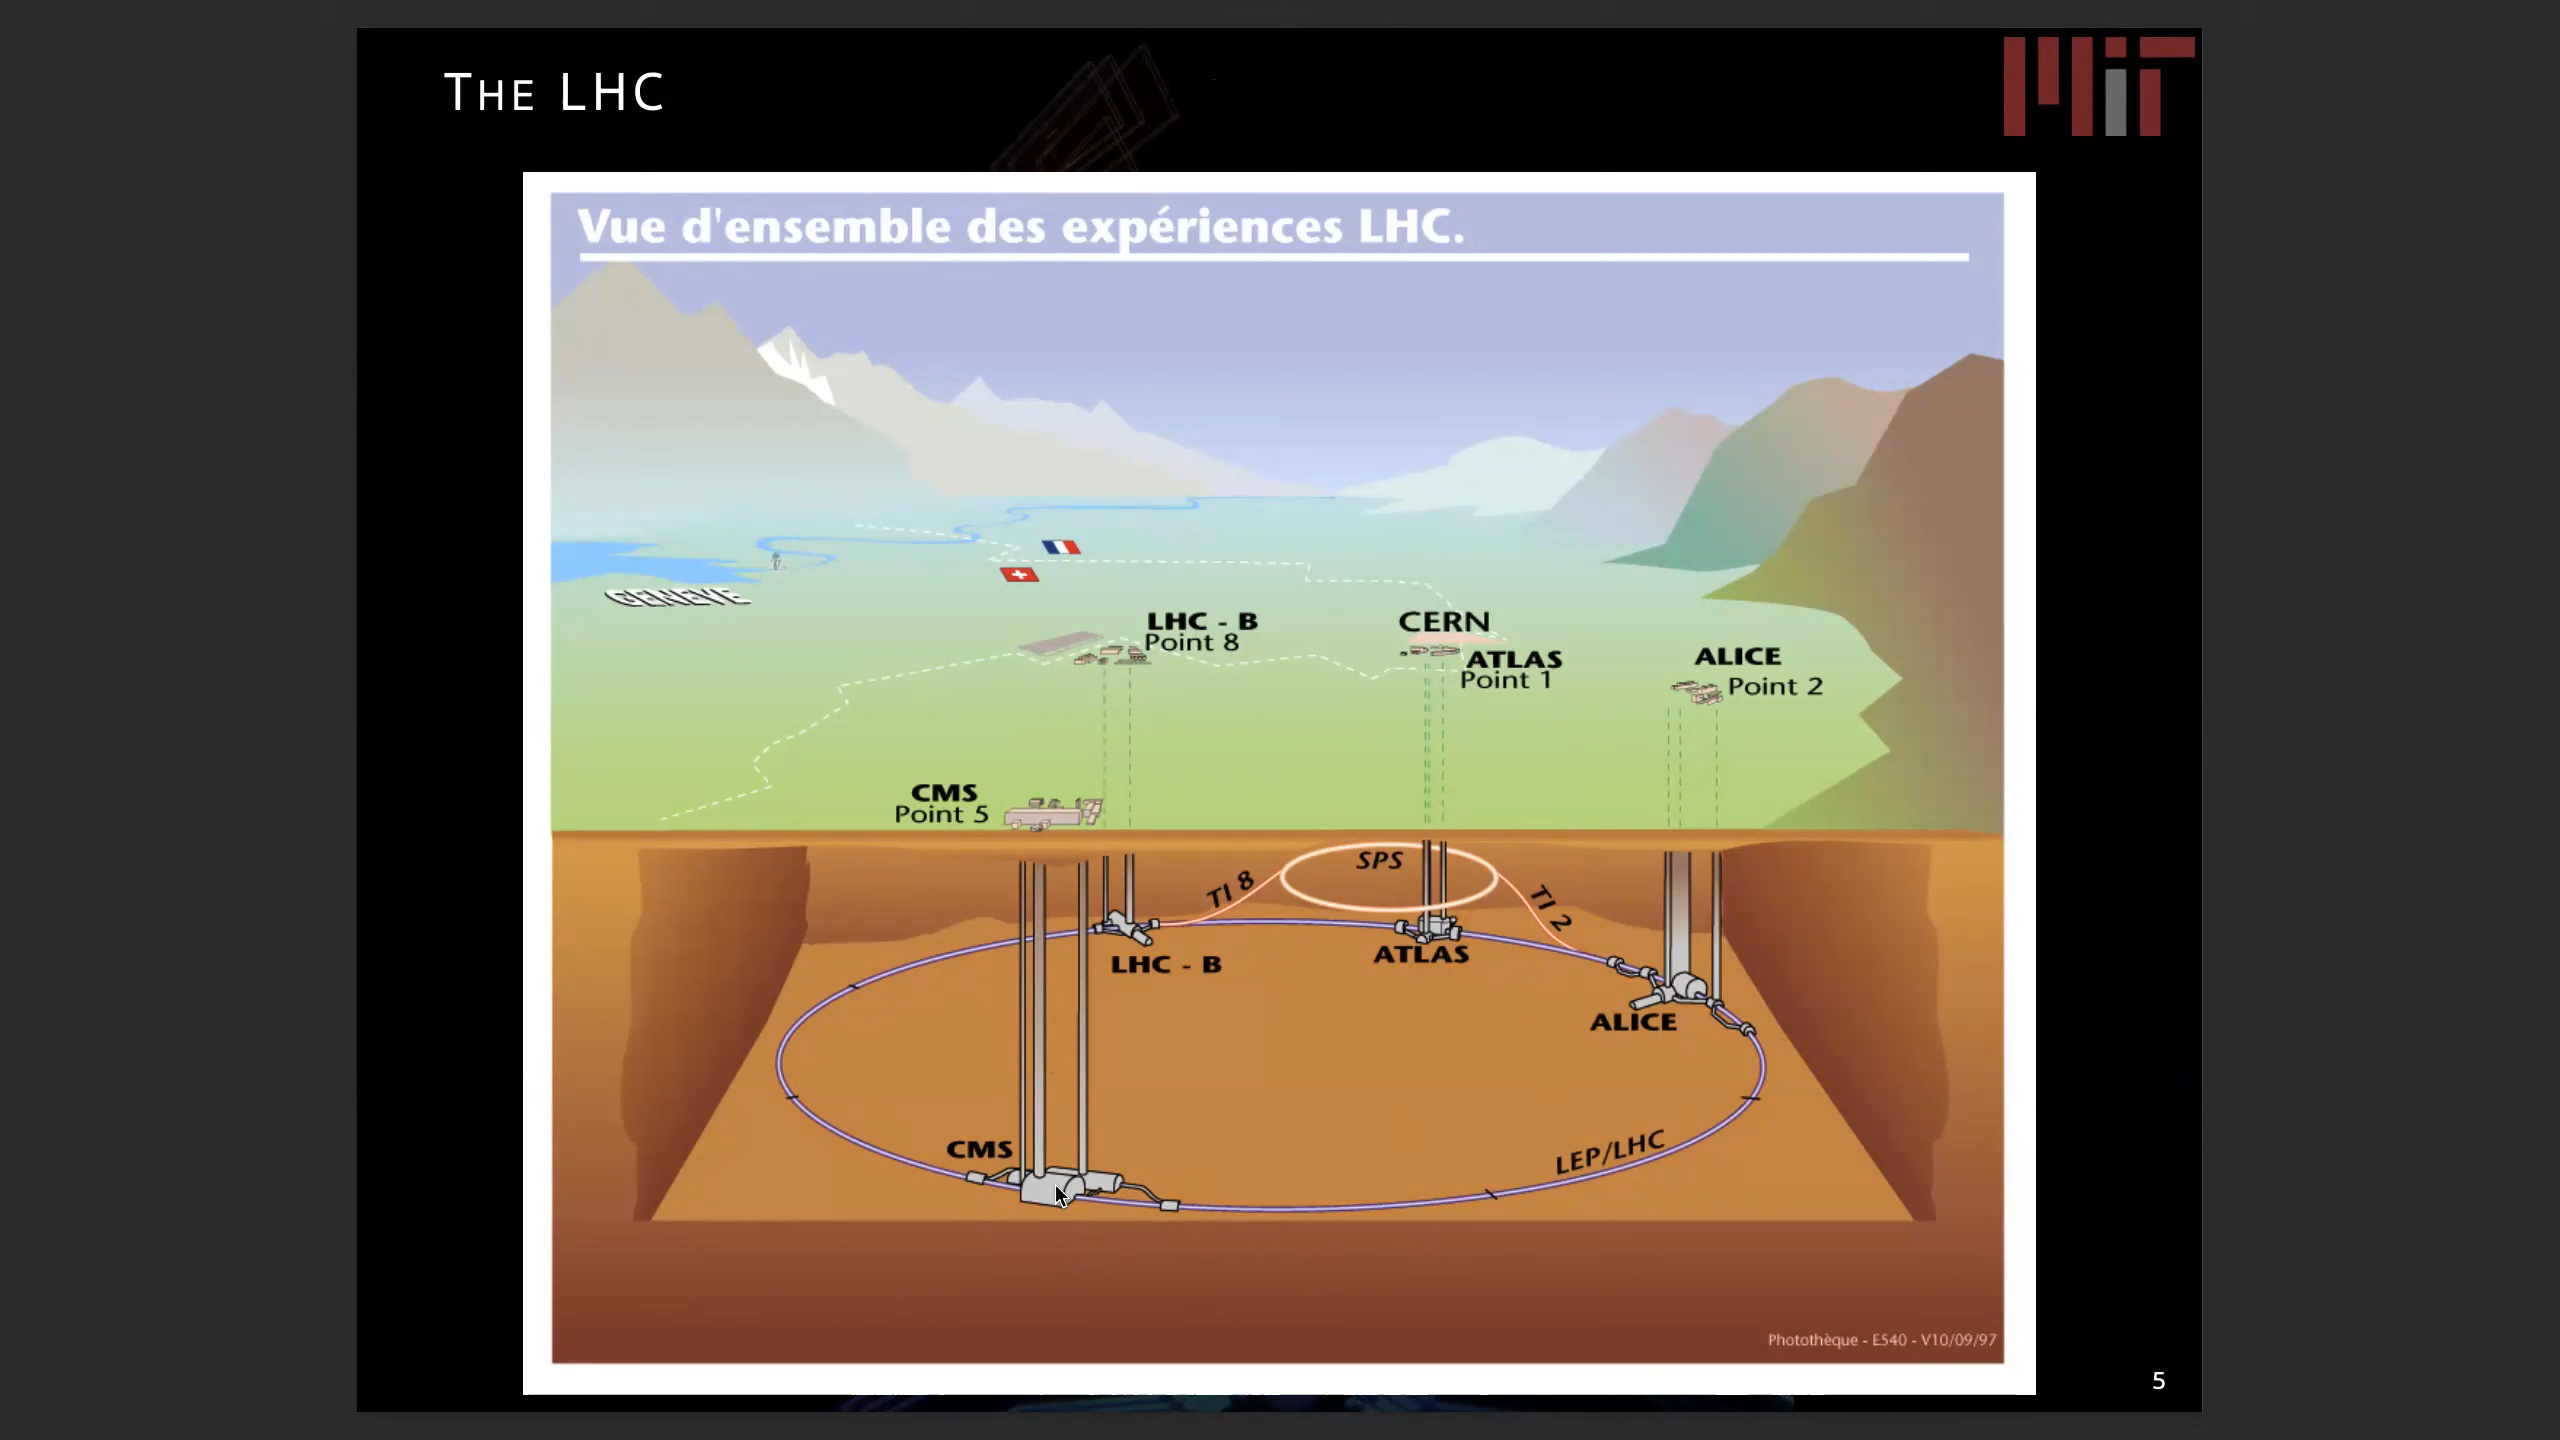 THE LHC
MIT
Vue d'ensemble des expériences LHC.
GENEVE
LHC - B
Point 8
CERN
ATLAS
Point 1
ALICE
Point 2
CMS
Point 5
SPS
TI 8
TI 2
LHC - B
ATLAS
ALICE
CMS
LEP/LHC
Photothèque - E540 - V10/09/97
5